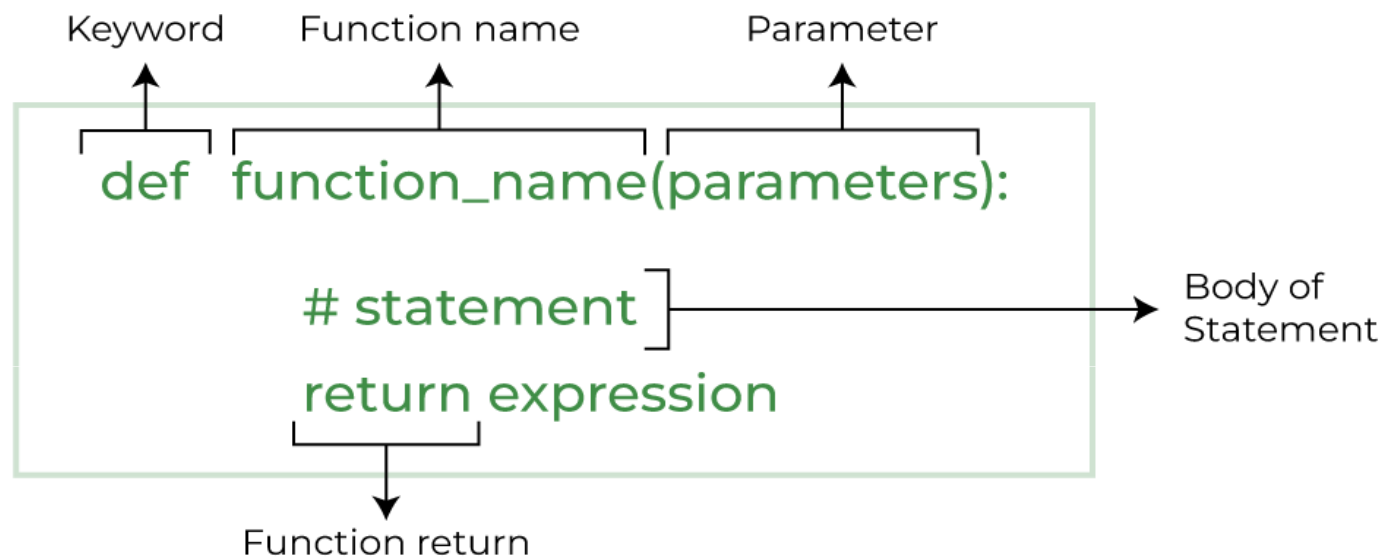 Keyword Function name Parameter
def function_name(parameters):
# statement
Body of
Statement
return expression
Function return